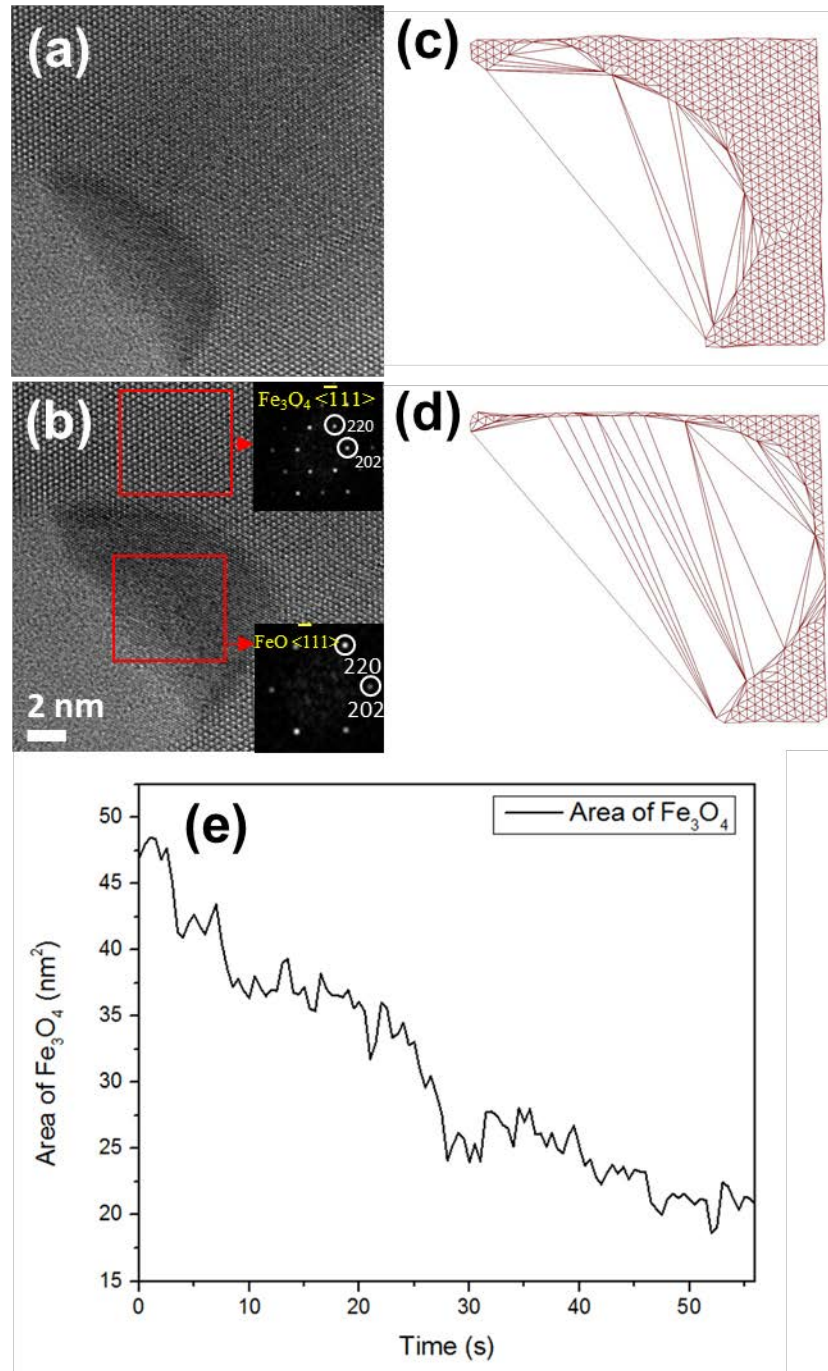 (a)
(c)
(b)
Fe₃O₄ <1̅11>
220
202
FeO <1̅11>
220
202
2 nm
(d)
(e)
Area of Fe₃O₄
50
45
40
35
30
25
20
15
Area of Fe₃O₄ (nm²)
0
10
20
30
40
50
Time (s)